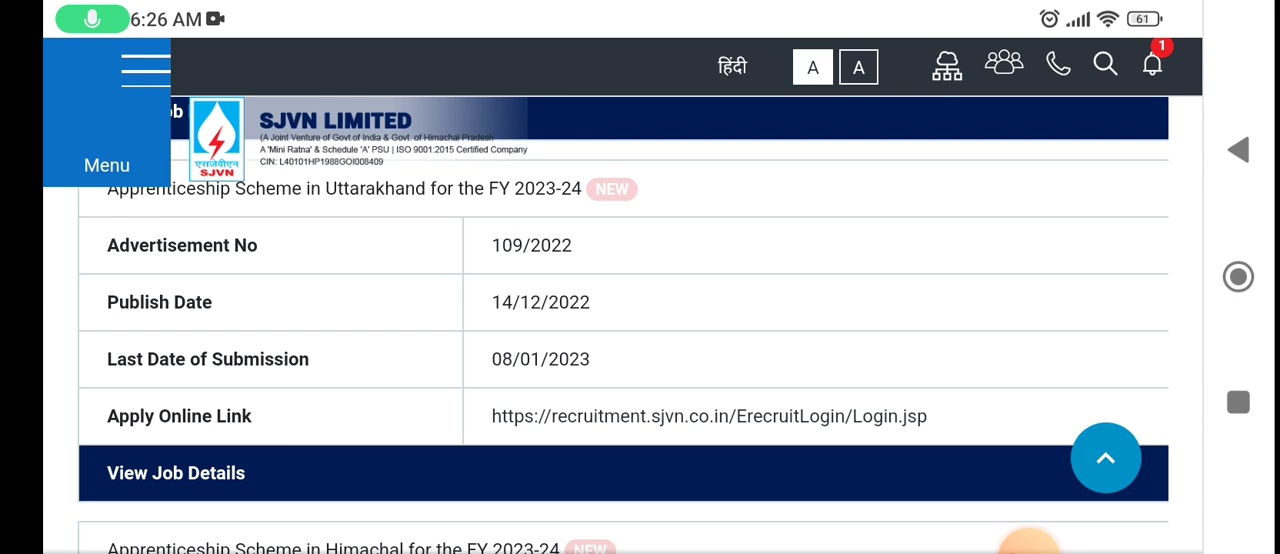 6:26 AM
61
हिंदी
A
A
1
Menu
ob
एसजेवीएन
SJVN
SJVN LIMITED
(A Joint Venture of Govt.of India & Govt. of Himachal Pradesh
A 'Mini Ratna' & Schedule 'A' PSU | ISO 9001:2015 Certified Company
CIN: L40101HP1988GOI008409
Apprenticeship Scheme in Uttarakhand for the FY 2023-24 NEW
Advertisement No 109/2022
Publish Date 14/12/2022
Last Date of Submission 08/01/2023
Apply Online Link https://recruitment.sjvn.co.in/ErecruitLogin/Login.jsp
View Job Details
Apprenticeship Scheme in Himachal for the FY 2023-24 NEW